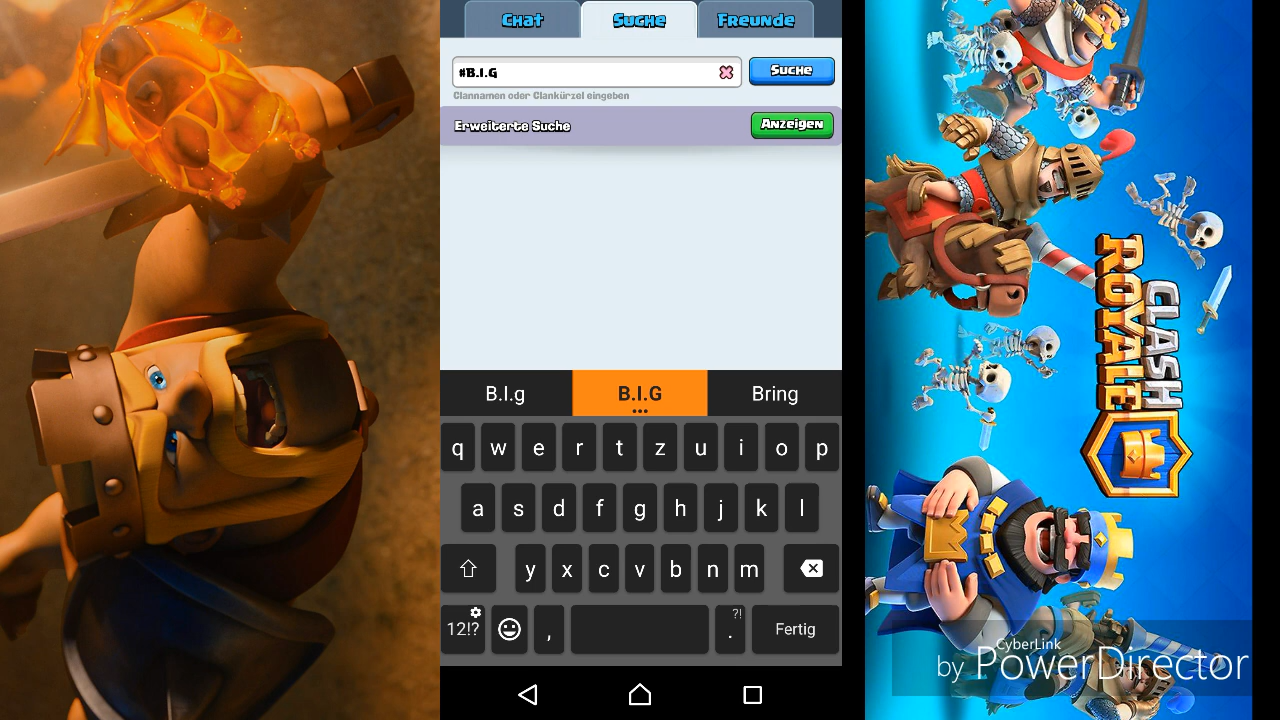 Chat
Suche
Freunde
#B.I.G
Suche
Clannamen oder Clankürzel eingeben
Erweiterte Suche
Anzeigen
B.I.g
B.I.G
Bring
q w e r t z u i o p
a s d f g h j k l
y x c v b n m
?!
12!? , . Fertig
CLASH
ROYALE
CyberLink
by PowerDirector